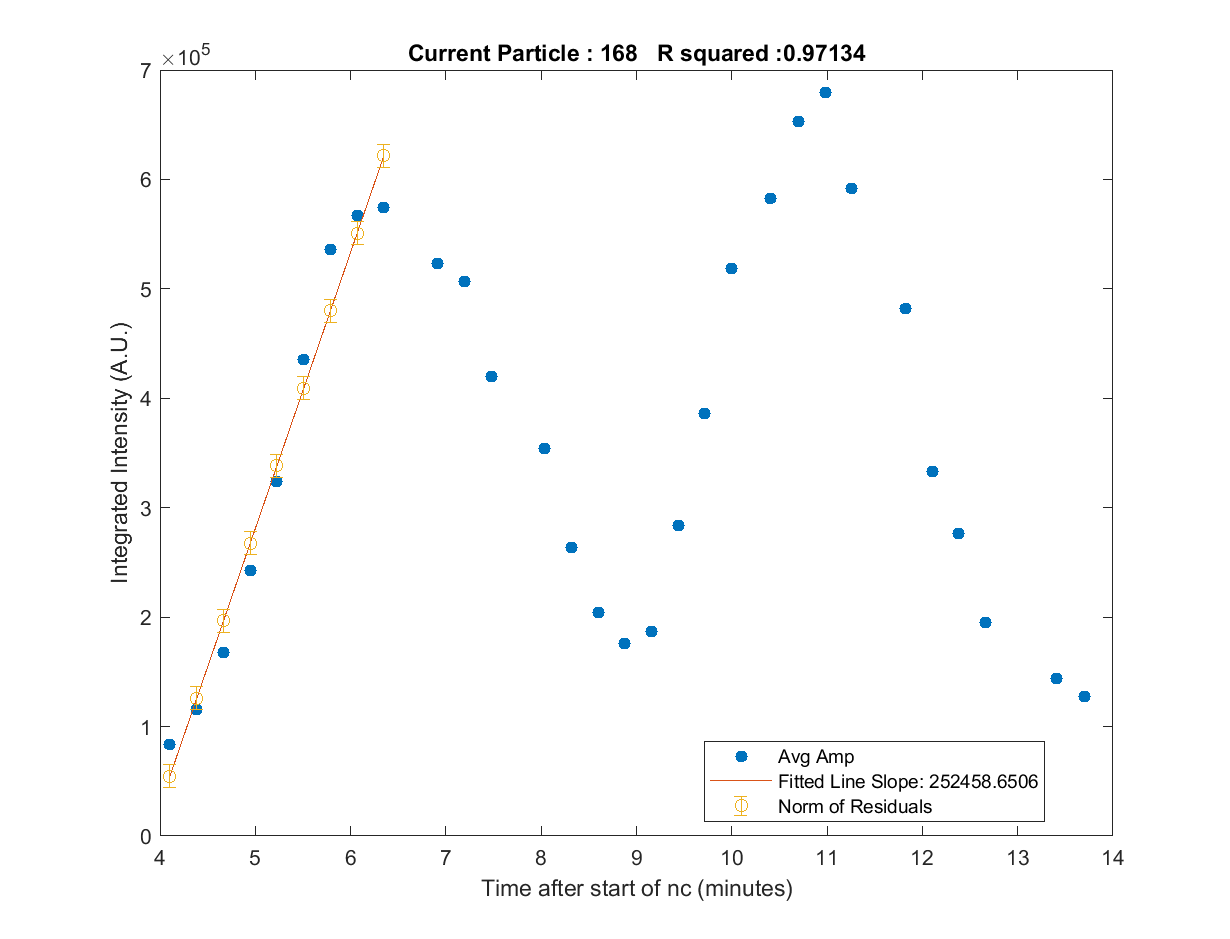 Current Particle : 168 R squared :0.97134
×10^5
7
6
5
4
3
2
1
0
Integrated Intensity (A.U.)
Avg Amp
Fitted Line Slope: 252458.6506
Norm of Residuals
4 5 6 7 8 9 10 11 12 13 14
Time after start of nc (minutes)